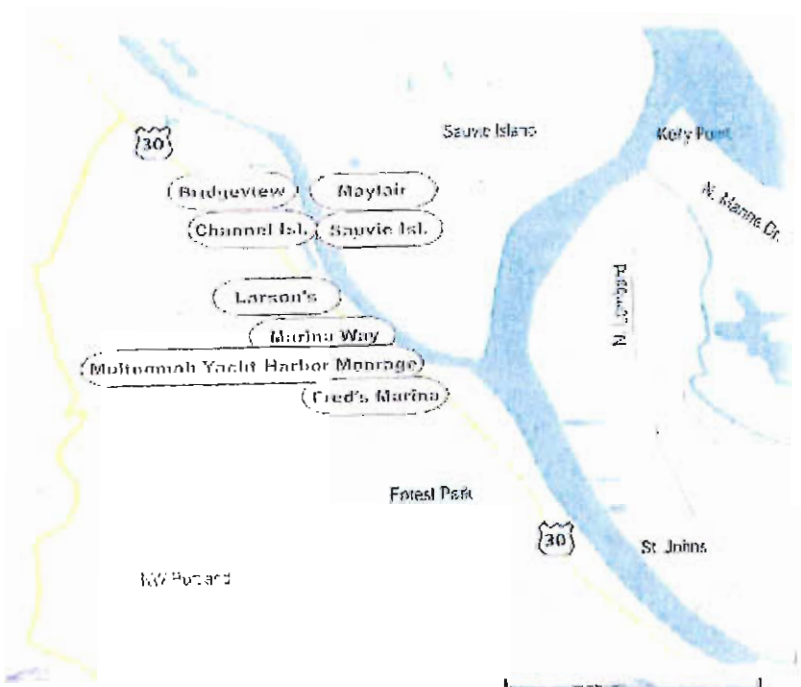 Sauvie Island
Kelly Point
30
N. Marine Dr.
Bridgeview
Mayfair
Channel Isl.
Sauvie Isl.
Larson's
Marina Way
Multnomah Yacht Harbor Moorage
Fred's Marina
Forest Park
30
St. Johns
NW Portland